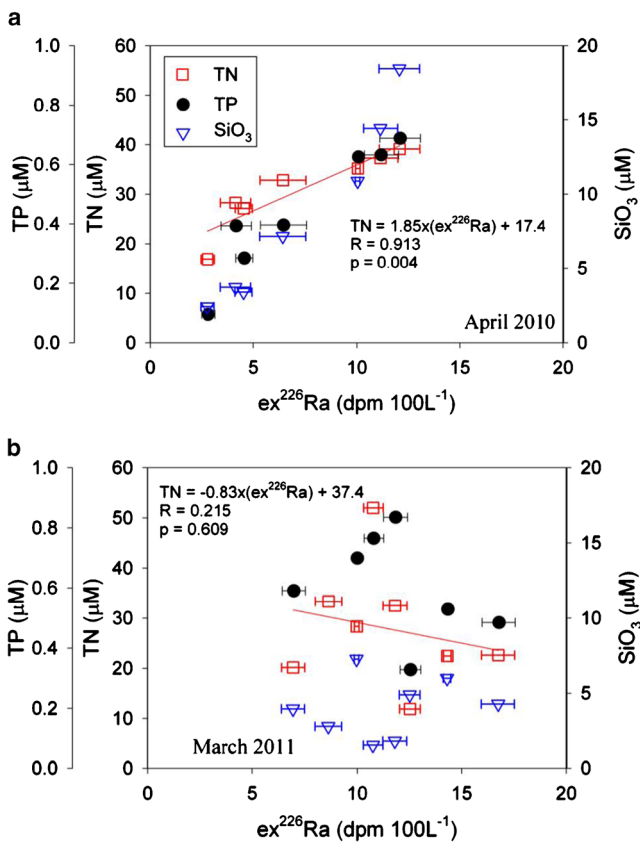 a
1.0
0.8
0.6
0.4
0.2
0.0
TP (μM)
60
50
40
30
20
10
0
TN (μM)
TN
TP
SiO₃
TN = 1.85x(ex²²⁶Ra) + 17.4
R = 0.913
p = 0.004
April 2010
20
15
10
5
0
SiO₃ (μM)
0 5 10 15 20
ex²²⁶Ra (dpm 100L⁻¹)
b
1.0
0.8
0.6
0.4
0.2
0.0
TP (μM)
60
50
40
30
20
10
0
TN (μM)
TN = -0.83x(ex²²⁶Ra) + 37.4
R = 0.215
p = 0.609
March 2011
20
15
10
5
0
SiO₃ (μM)
0 5 10 15 20
ex²²⁶Ra (dpm 100L⁻¹)